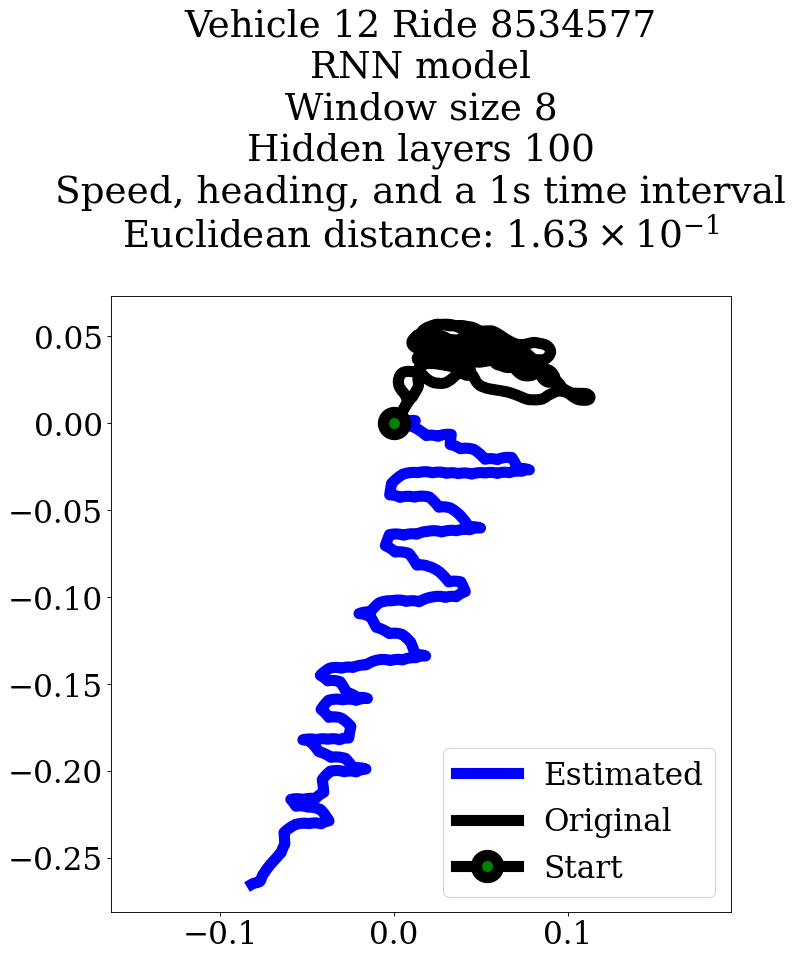 Vehicle 12 Ride 8534577
RNN model
Window size 8
Hidden layers 100
Speed, heading, and a 1s time interval
Euclidean distance: 1.63 × 10⁻¹
0.05
0.00
−0.05
−0.10
−0.15
−0.20
−0.25
Estimated
Original
Start
−0.1
0.0
0.1